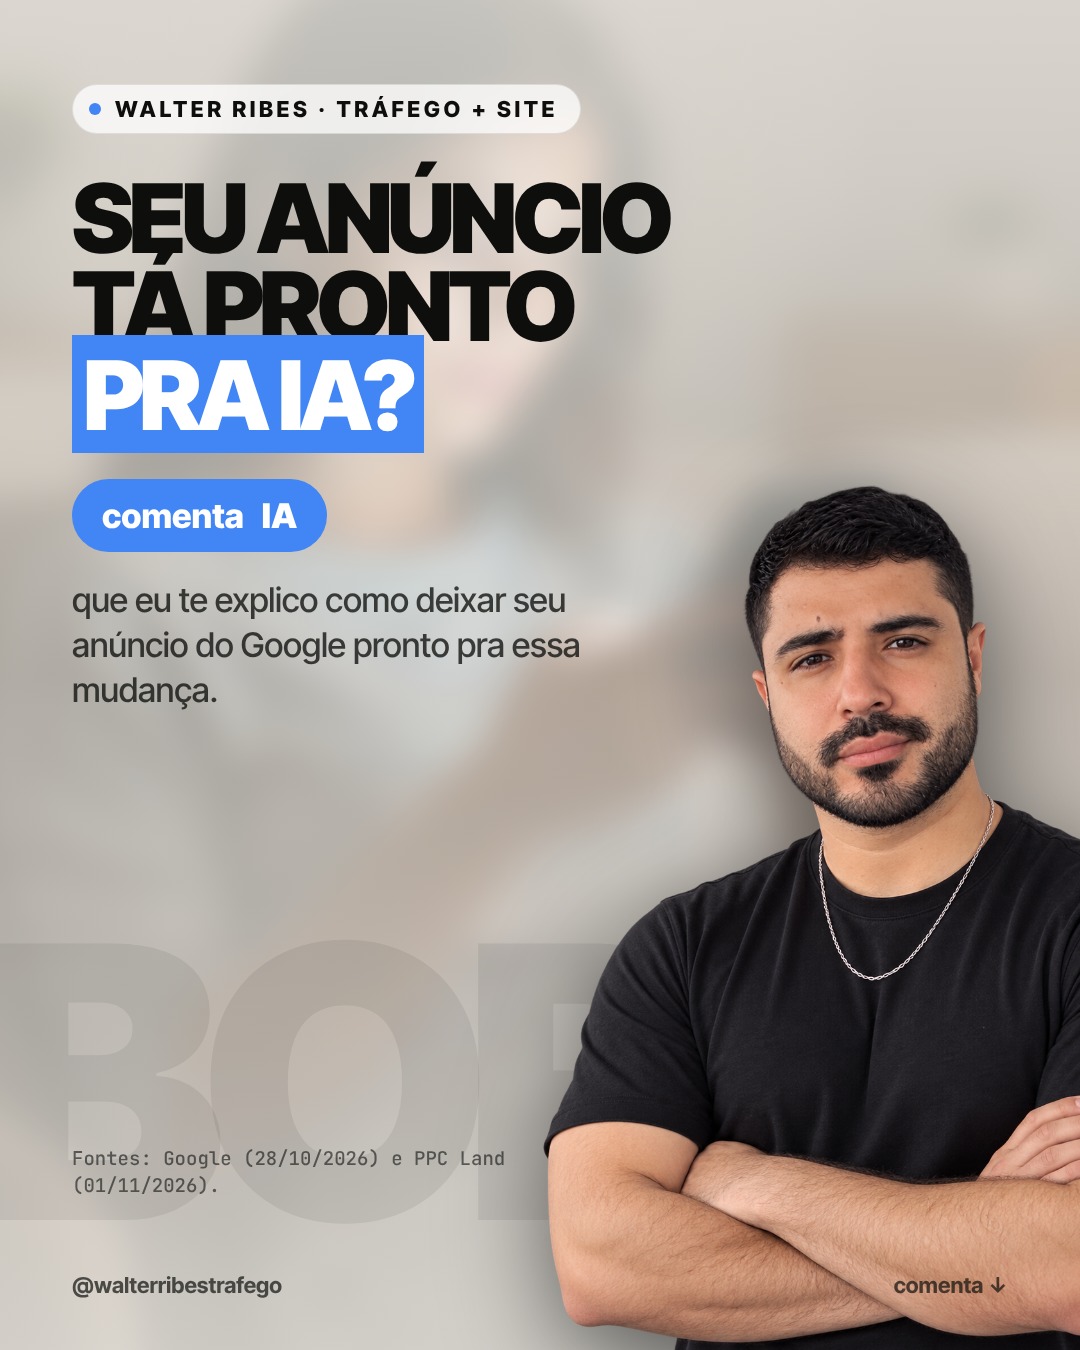 WALTER RIBES · TRÁFEGO + SITE
SEU ANÚNCIO
TÁ PRONTO
PRA IA?
comenta IA
que eu te explico como deixar seu
anúncio do Google pronto pra essa
mudança.
Fontes: Google (28/10/2026) e PPC Land
(01/11/2026).
@walterribestrafego
comenta ↓